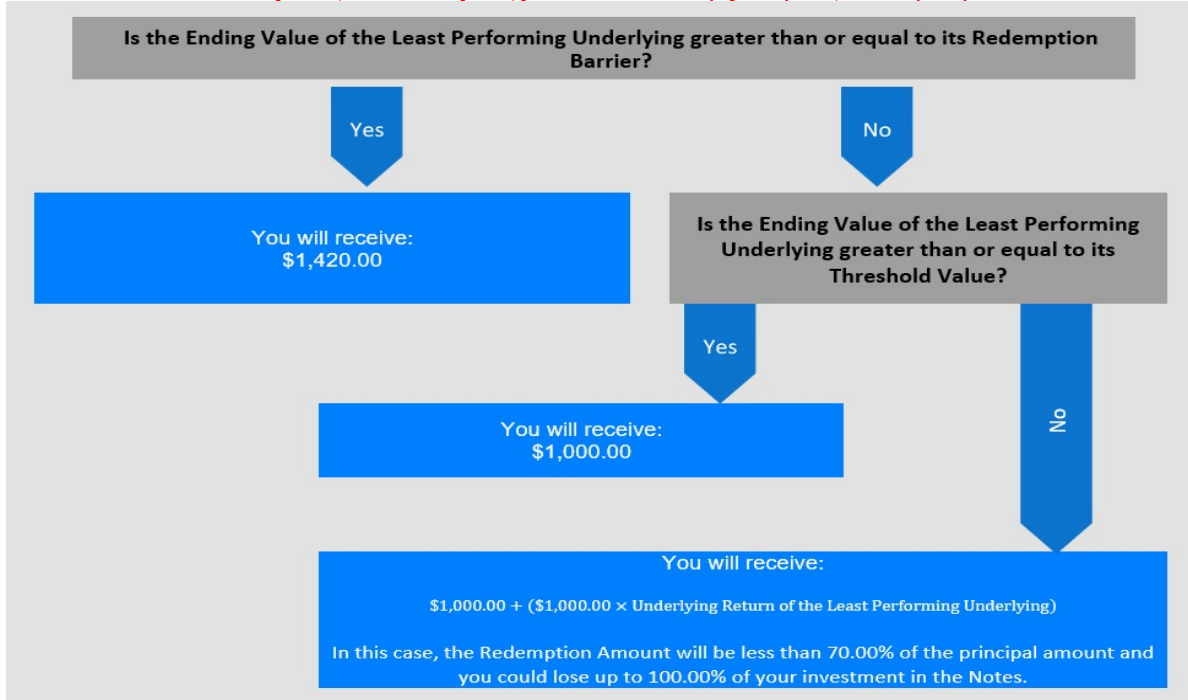 Is the Ending Value of the Least Performing Underlying greater than or equal to its Redemption
Barrier?
Yes
No
You will receive:
$1,420.00
Is the Ending Value of the Least Performing
Underlying greater than or equal to its
Threshold Value?
Yes
No
You will receive:
$1,000.00
You will receive:
$1,000.00 + ($1,000.00 × Underlying Return of the Least Performing Underlying)
In this case, the Redemption Amount will be less than 70.00% of the principal amount and
you could lose up to 100.00% of your investment in the Notes.